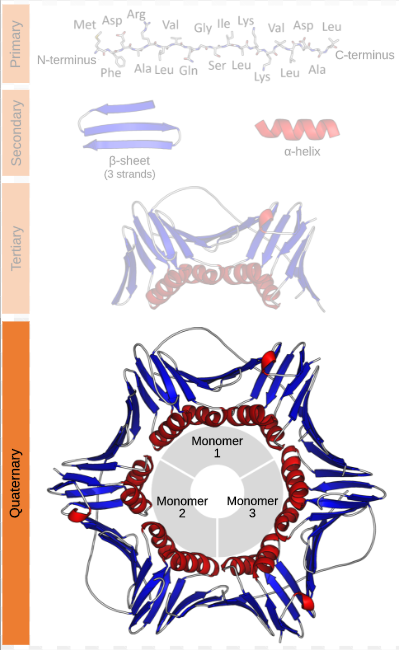 Primary
Met Asp Arg Val Gly Ile Lys Val Asp Leu
N-terminus
C-terminus
Phe Ala Leu Gln Ser Leu Lys Leu Ala
Secondary
β-sheet
(3 strands)
α-helix
Tertiary
Quaternary
Monomer
1
Monomer
2
Monomer
3